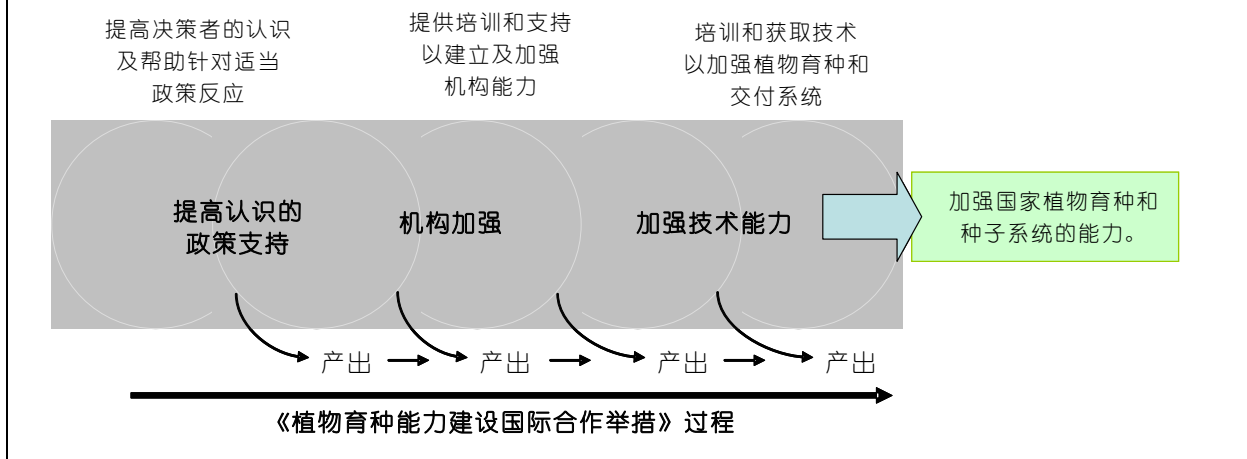 提高决策者的认识
及帮助针对适当
政策反应
提供培训和支持
以建立及加强
机构能力
培训和获取技术
以加强植物育种和
交付系统
提高认识的
政策支持
机构加强
加强技术能力
加强国家植物育种和
种子系统的能力。
产出
产出
产出
产出
《植物育种能力建设国际合作举措》过程